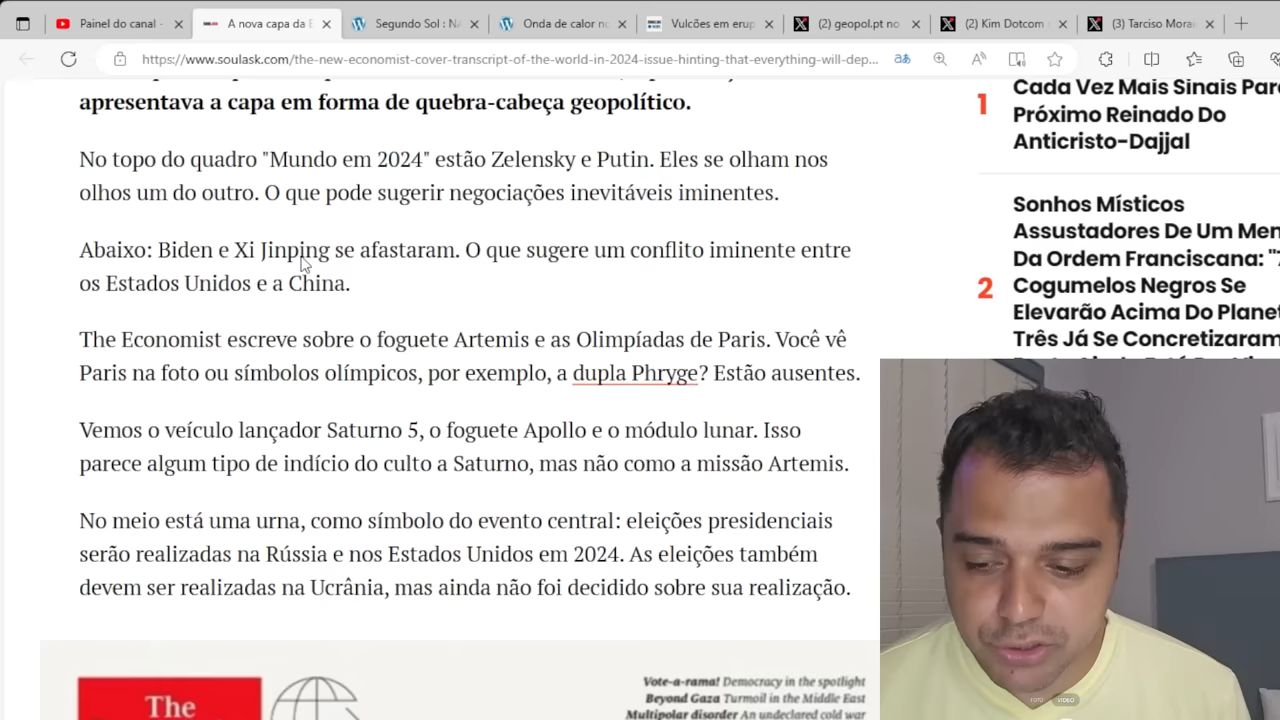 Painel do canal -
A nova capa da E
Segundo Sol : NA
Onda de calor no
Vulcões em erup
(2) geopol.pt no
(2) Kim Dotcom
(3) Tarciso Morai
https://www.soulask.com/the-new-economist-cover-transcript-of-the-world-in-2024-issue-hinting-that-everything-will-dep...
apresentava a capa em forma de quebra-cabeça geopolítico.
No topo do quadro "Mundo em 2024" estão Zelensky e Putin. Eles se olham nos
olhos um do outro. O que pode sugerir negociações inevitáveis iminentes.
Abaixo: Biden e Xi Jinping se afastaram. O que sugere um conflito iminente entre
os Estados Unidos e a China.
The Economist escreve sobre o foguete Artemis e as Olimpíadas de Paris. Você vê
Paris na foto ou símbolos olímpicos, por exemplo, a dupla Phryge? Estão ausentes.
Vemos o veículo lançador Saturno 5, o foguete Apollo e o módulo lunar. Isso
parece algum tipo de indício do culto a Saturno, mas não como a missão Artemis.
No meio está uma urna, como símbolo do evento central: eleições presidenciais
serão realizadas na Rússia e nos Estados Unidos em 2024. As eleições também
devem ser realizadas na Ucrânia, mas ainda não foi decidido sobre sua realização.
The
Vote-a-rama! Democracy in the spotlight
Beyond Gaza Turmoil in the Middle East
Multipolar disorder An undeclared cold war
1
Cada Vez Mais Sinais Par
Próximo Reinado Do
Anticristo-Dajjal
2
Sonhos Místicos
Assustadores De Um Men
Da Ordem Franciscana: "7
Cogumelos Negros Se
Elevarão Acima Do Planet
Três Já Se Concretizaram
FOTO
VÍDEO